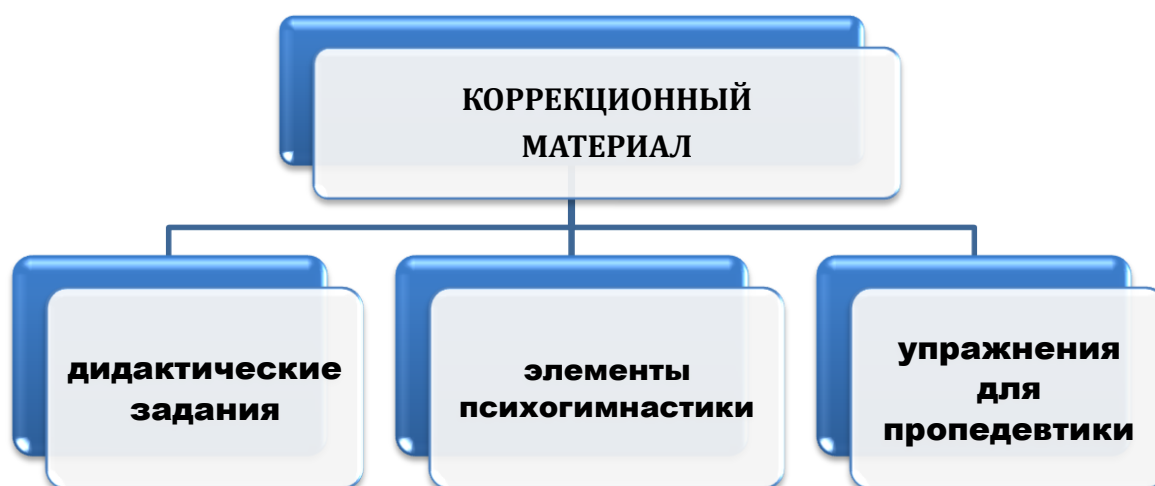 КОРРЕКЦИОННЫЙ
МАТЕРИАЛ
дидактические
задания
элементы
психогимнастики
упражнения
для
пропедевтики